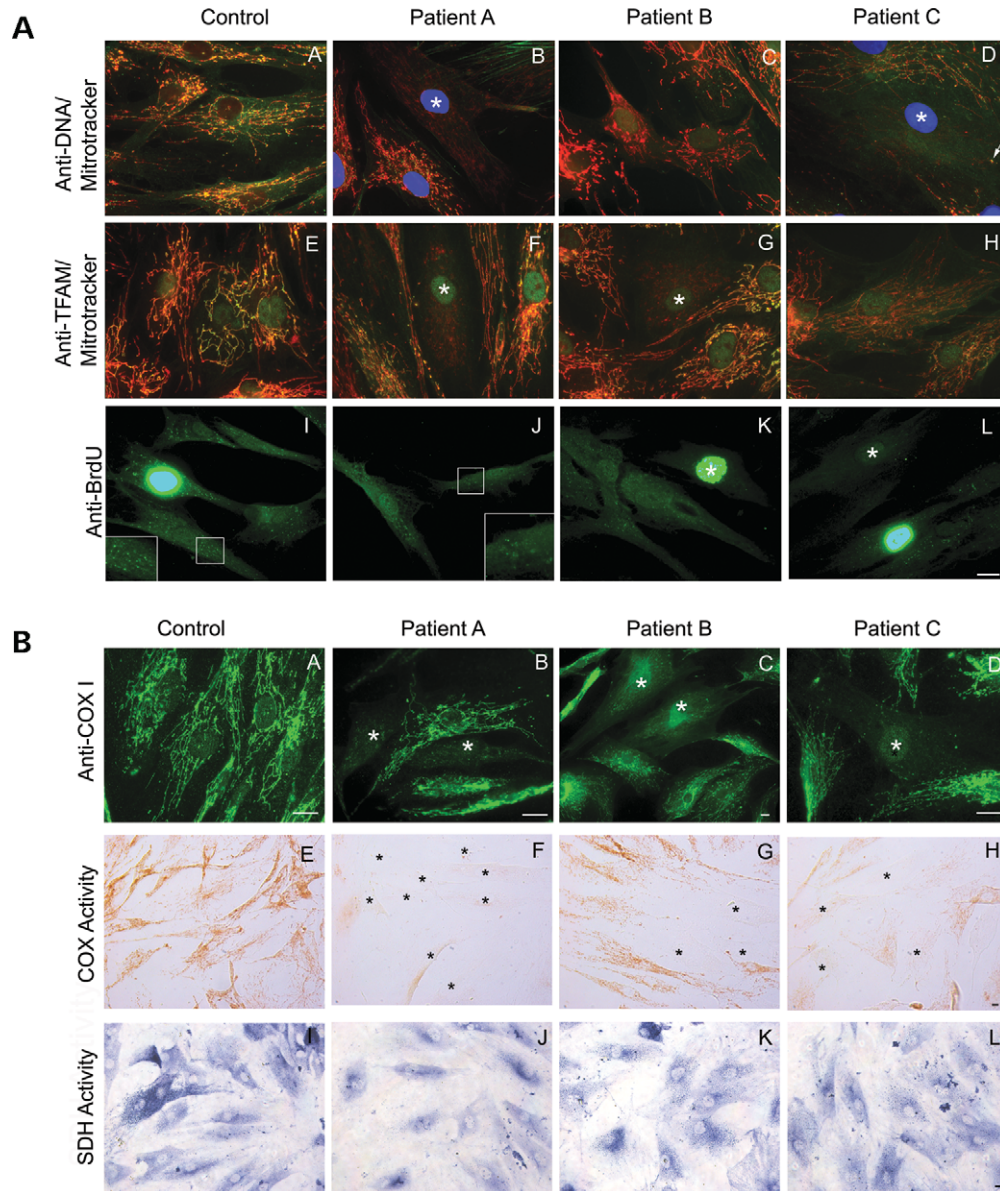 A
Control Patient A Patient B Patient C
Anti-DNA/
Mitrotracker
A B C D
* *
Anti-TFAM/
Mitrotracker
E F G H
* *
Anti-BrdU
I J K L
* *
B
Control Patient A Patient B Patient C
Anti-COX I
A B C D
* * * * *
COX Activity
E F G H
* * * * * * * * * * * * * * *
SDH Activity
I J K L